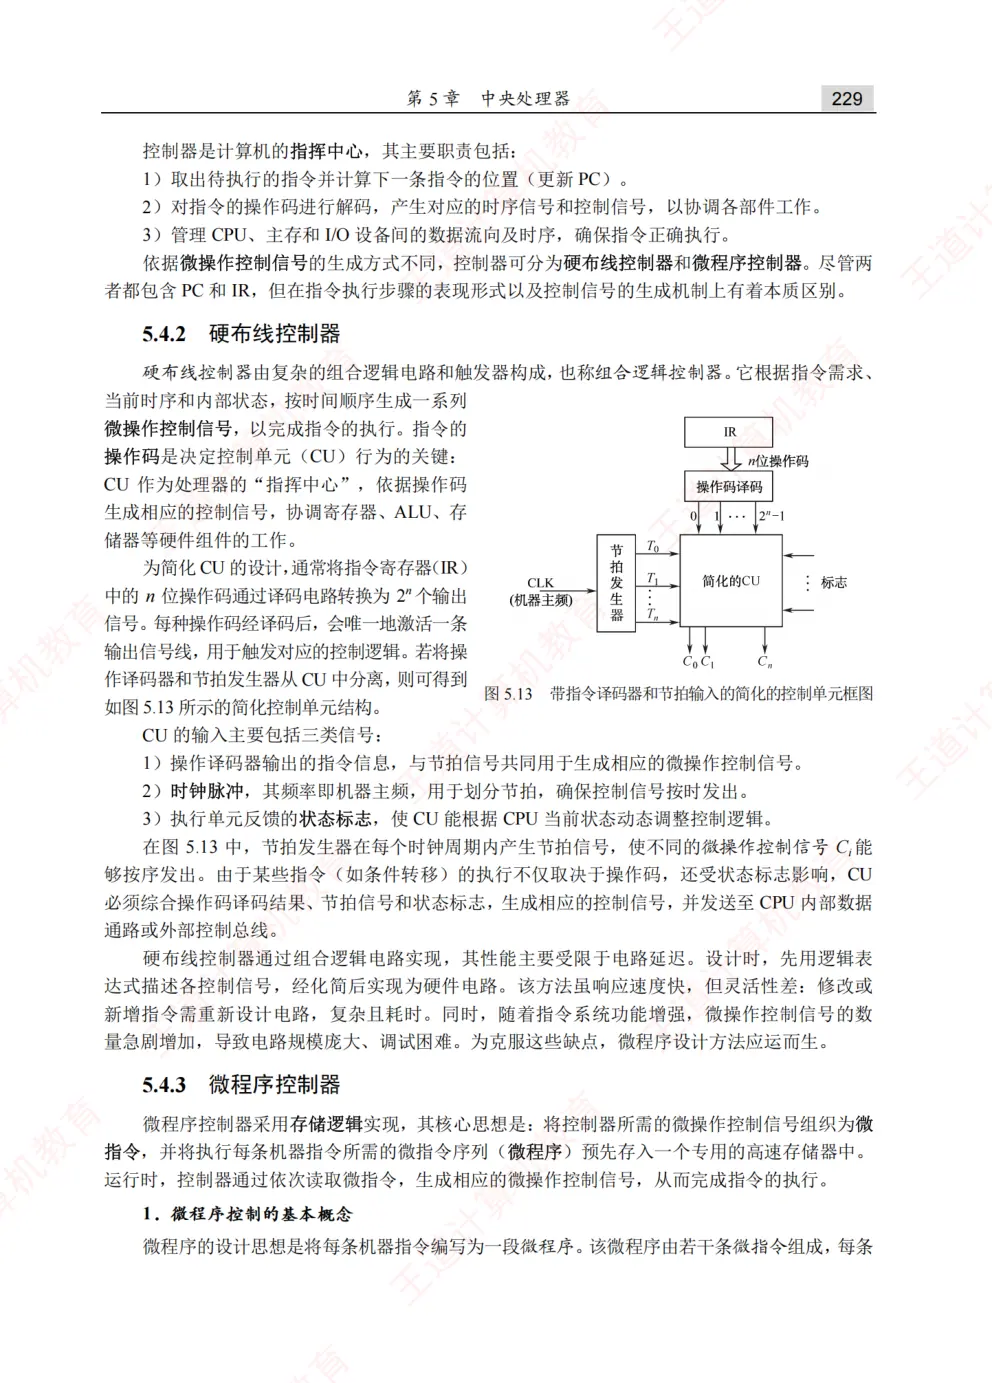 第 5 章 中央处理器 229
控制器是计算机的指挥中心，其主要职责包括：
1）取出待执行的指令并计算下一条指令的位置（更新 PC）。
2）对指令的操作码进行解码，产生对应的时序信号和控制信号，以协调各部件工作。
3）管理 CPU、主存和 I/O 设备间的数据流向及时序，确保指令正确执行。
依据微操作控制信号的生成方式不同，控制器可分为硬布线控制器和微程序控制器。尽管两
者都包含 PC 和 IR，但在指令执行步骤的表现形式以及控制信号的生成机制上有着本质区别。
5.4.2 硬布线控制器
硬布线控制器由复杂的组合逻辑电路和触发器构成，也称组合逻辑控制器。它根据指令需求、
当前时序和内部状态，按时间顺序生成一系列
微操作控制信号，以完成指令的执行。指令的
操作码是决定控制单元（CU）行为的关键：
CU 作为处理器的“指挥中心”，依据操作码
生成相应的控制信号，协调寄存器、ALU、存
储器等硬件组件的工作。
为简化 CU 的设计，通常将指令寄存器（IR）
中的 n 位操作码通过译码电路转换为 2ⁿ 个输出
信号。每种操作码经译码后，会唯一地激活一条
输出信号线，用于触发对应的控制逻辑。若将操
作译码器和节拍发生器从 CU 中分离，则可得到
如图 5.13 所示的简化控制单元结构。
IR
n位操作码
操作码译码
0 1 ··· 2ⁿ−1
CLK
(机器主频)
节拍发生器
T₀
T₁
⋮
Tₙ
简化的CU
⋮ 标志
C₀ C₁ Cₙ
图 5.13 带指令译码器和节拍输入的简化的控制单元框图
CU 的输入主要包括三类信号：
1）操作译码器输出的指令信息，与节拍信号共同用于生成相应的微操作控制信号。
2）时钟脉冲，其频率即机器主频，用于划分节拍，确保控制信号按时发出。
3）执行单元反馈的状态标志，使 CU 能根据 CPU 当前状态动态调整控制逻辑。
在图 5.13 中，节拍发生器在每个时钟周期内产生节拍信号，使不同的微操作控制信号 Cᵢ 能
够按序发出。由于某些指令（如条件转移）的执行不仅取决于操作码，还受状态标志影响，CU
必须综合操作码译码结果、节拍信号和状态标志，生成相应的控制信号，并发送至 CPU 内部数据
通路或外部控制总线。
硬布线控制器通过组合逻辑电路实现，其性能主要受限于电路延迟。设计时，先用逻辑表
达式描述各控制信号，经化简后实现为硬件电路。该方法虽响应速度快，但灵活性差：修改或
新增指令需重新设计电路，复杂且耗时。同时，随着指令系统功能增强，微操作控制信号的数
量急剧增加，导致电路规模庞大、调试困难。为克服这些缺点，微程序设计方法应运而生。
5.4.3 微程序控制器
微程序控制器采用存储逻辑实现，其核心思想是：将控制器所需的微操作控制信号组织为微
指令，并将执行每条机器指令所需的微指令序列（微程序）预先存入一个专用的高速存储器中。
运行时，控制器通过依次读取微指令，生成相应的微操作控制信号，从而完成指令的执行。
1．微程序控制的基本概念
微程序的设计思想是将每条机器指令编写为一段微程序。该微程序由若干条微指令组成，每条
王道计算机教育